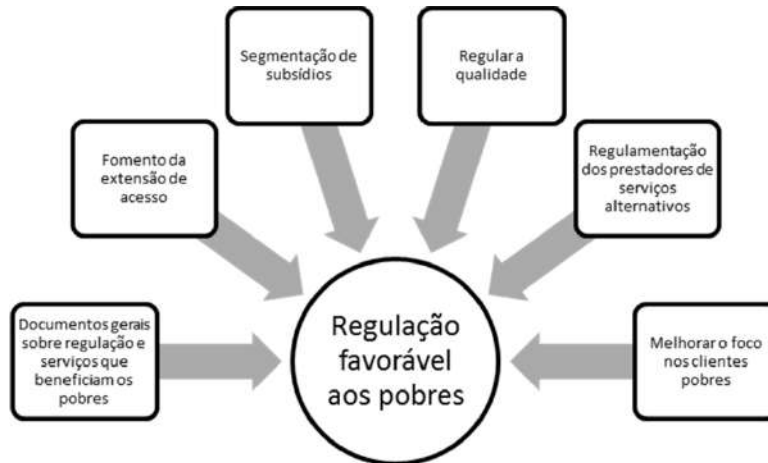 Segmentação de
subsídios
Regular a
qualidade
Fomento da
extensão de
acesso
Regulamentação
dos prestadores de
serviços
alternativos
Documentos gerais
sobre regulação e
serviços que
beneficiam os
pobres
Regulação
favorável
aos pobres
Melhorar o foco
nos clientes
pobres